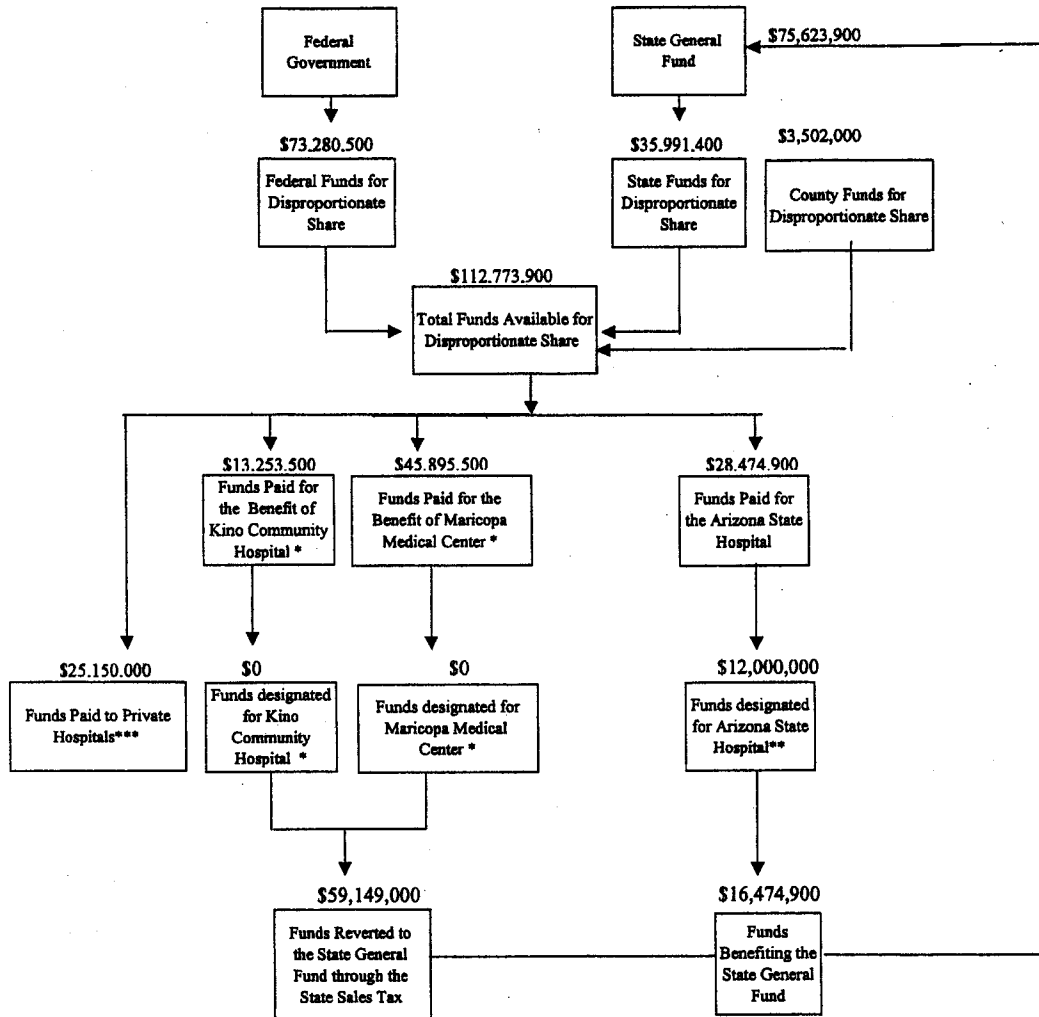 Federal
Government
State General
Fund
$75,623,900
$73.280.500
Federal Funds for
Disproportionate
Share
$35.991.400
State Funds for
Disproportionate
Share
$3,502,000
County Funds for
Disproportionate Share
$112.773.900
Total Funds Available for
Disproportionate Share
$13.253.500
Funds Paid for
the Benefit of
Kino Community
Hospital *
$45.895.500
Funds Paid for the
Benefit of Maricopa
Medical Center *
$28.474.900
Funds Paid for
the Arizona State
Hospital
$25.150.000
Funds Paid to Private
Hospitals***
$0
Funds designated
for Kino
Community
Hospital *
$0
Funds designated for
Maricopa Medical
Center *
$12,000,000
Funds designated
for Arizona State
Hospital**
$59,149,000
Funds Reverted to
the State General
Fund through the
State Sales Tax
$16,474,900
Funds
Benefiting the
State General
Fund